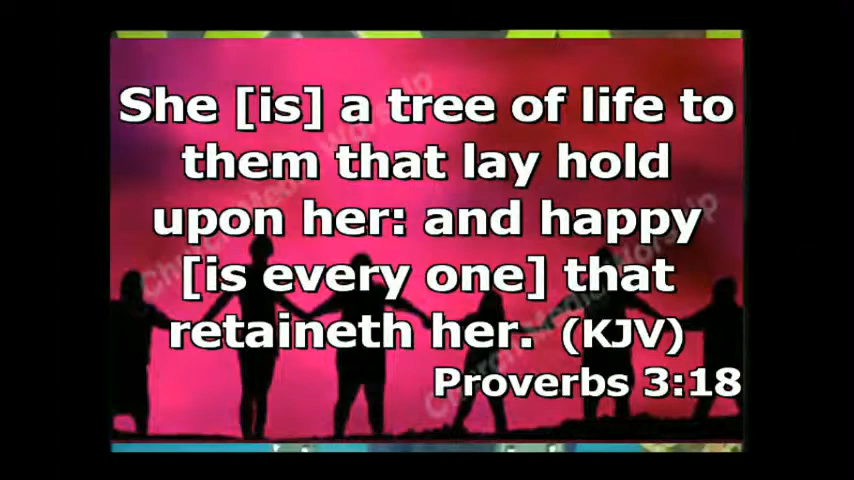 She [is] a tree of life to
them that lay hold
upon her: and happy
[is every one] that
retaineth her. (KJV)
Proverbs 3:18